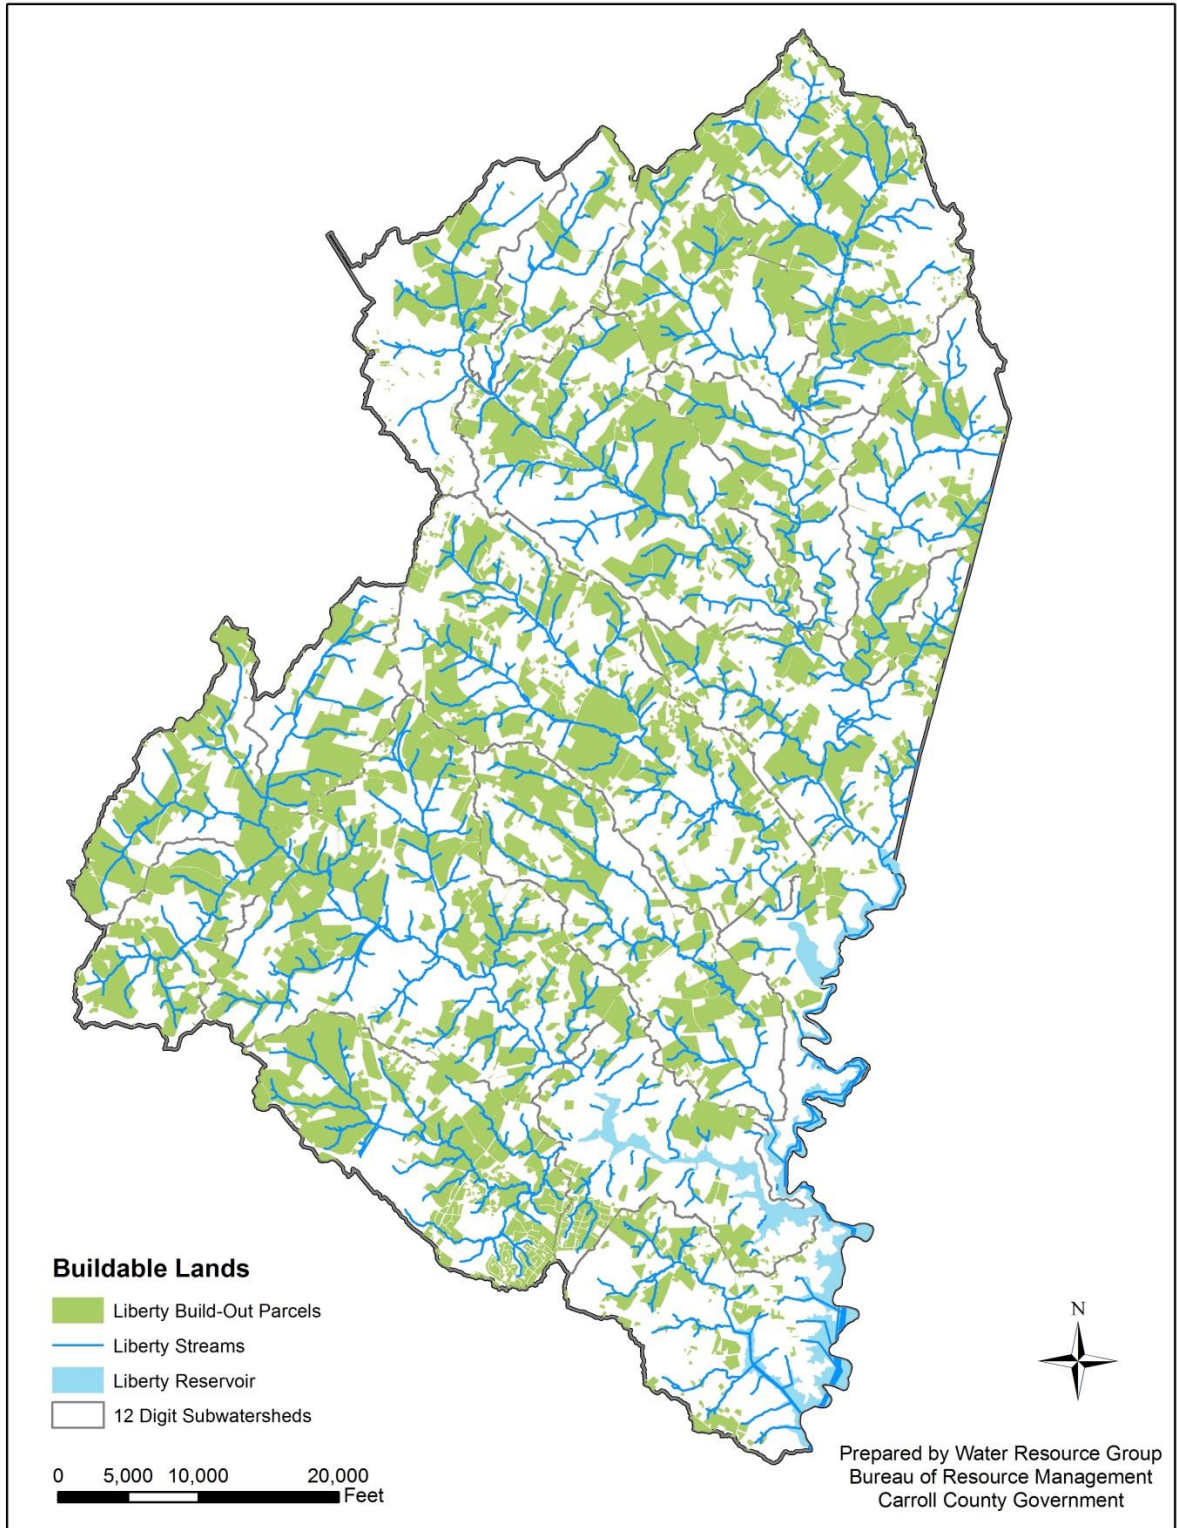 Buildable Lands
Liberty Build-Out Parcels
Liberty Streams
Liberty Reservoir
12 Digit Subwatersheds
0 5,000 10,000 20,000
Feet
N
Prepared by Water Resource Group
Bureau of Resource Management
Carroll County Government